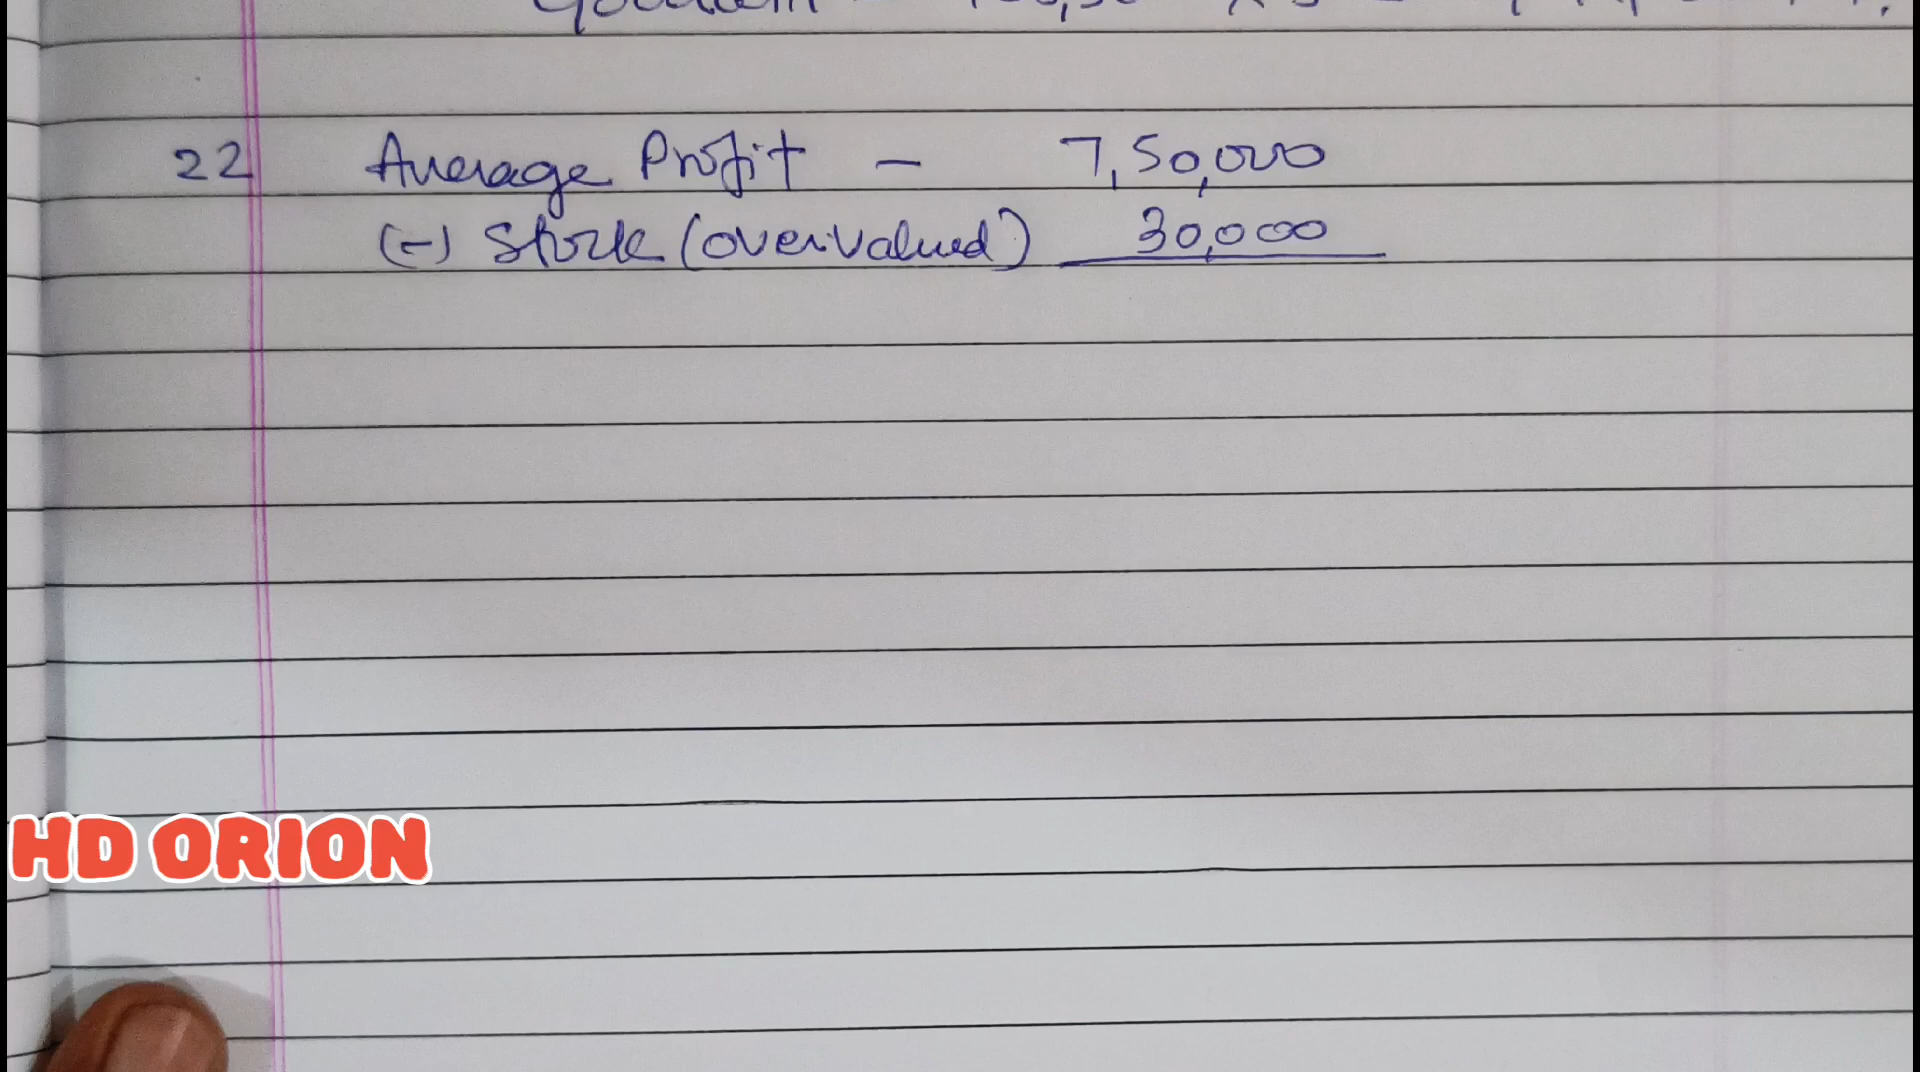 22 Average Profit - 7,50,000
(-) Stock (overvalued) 30,000
HD ORION